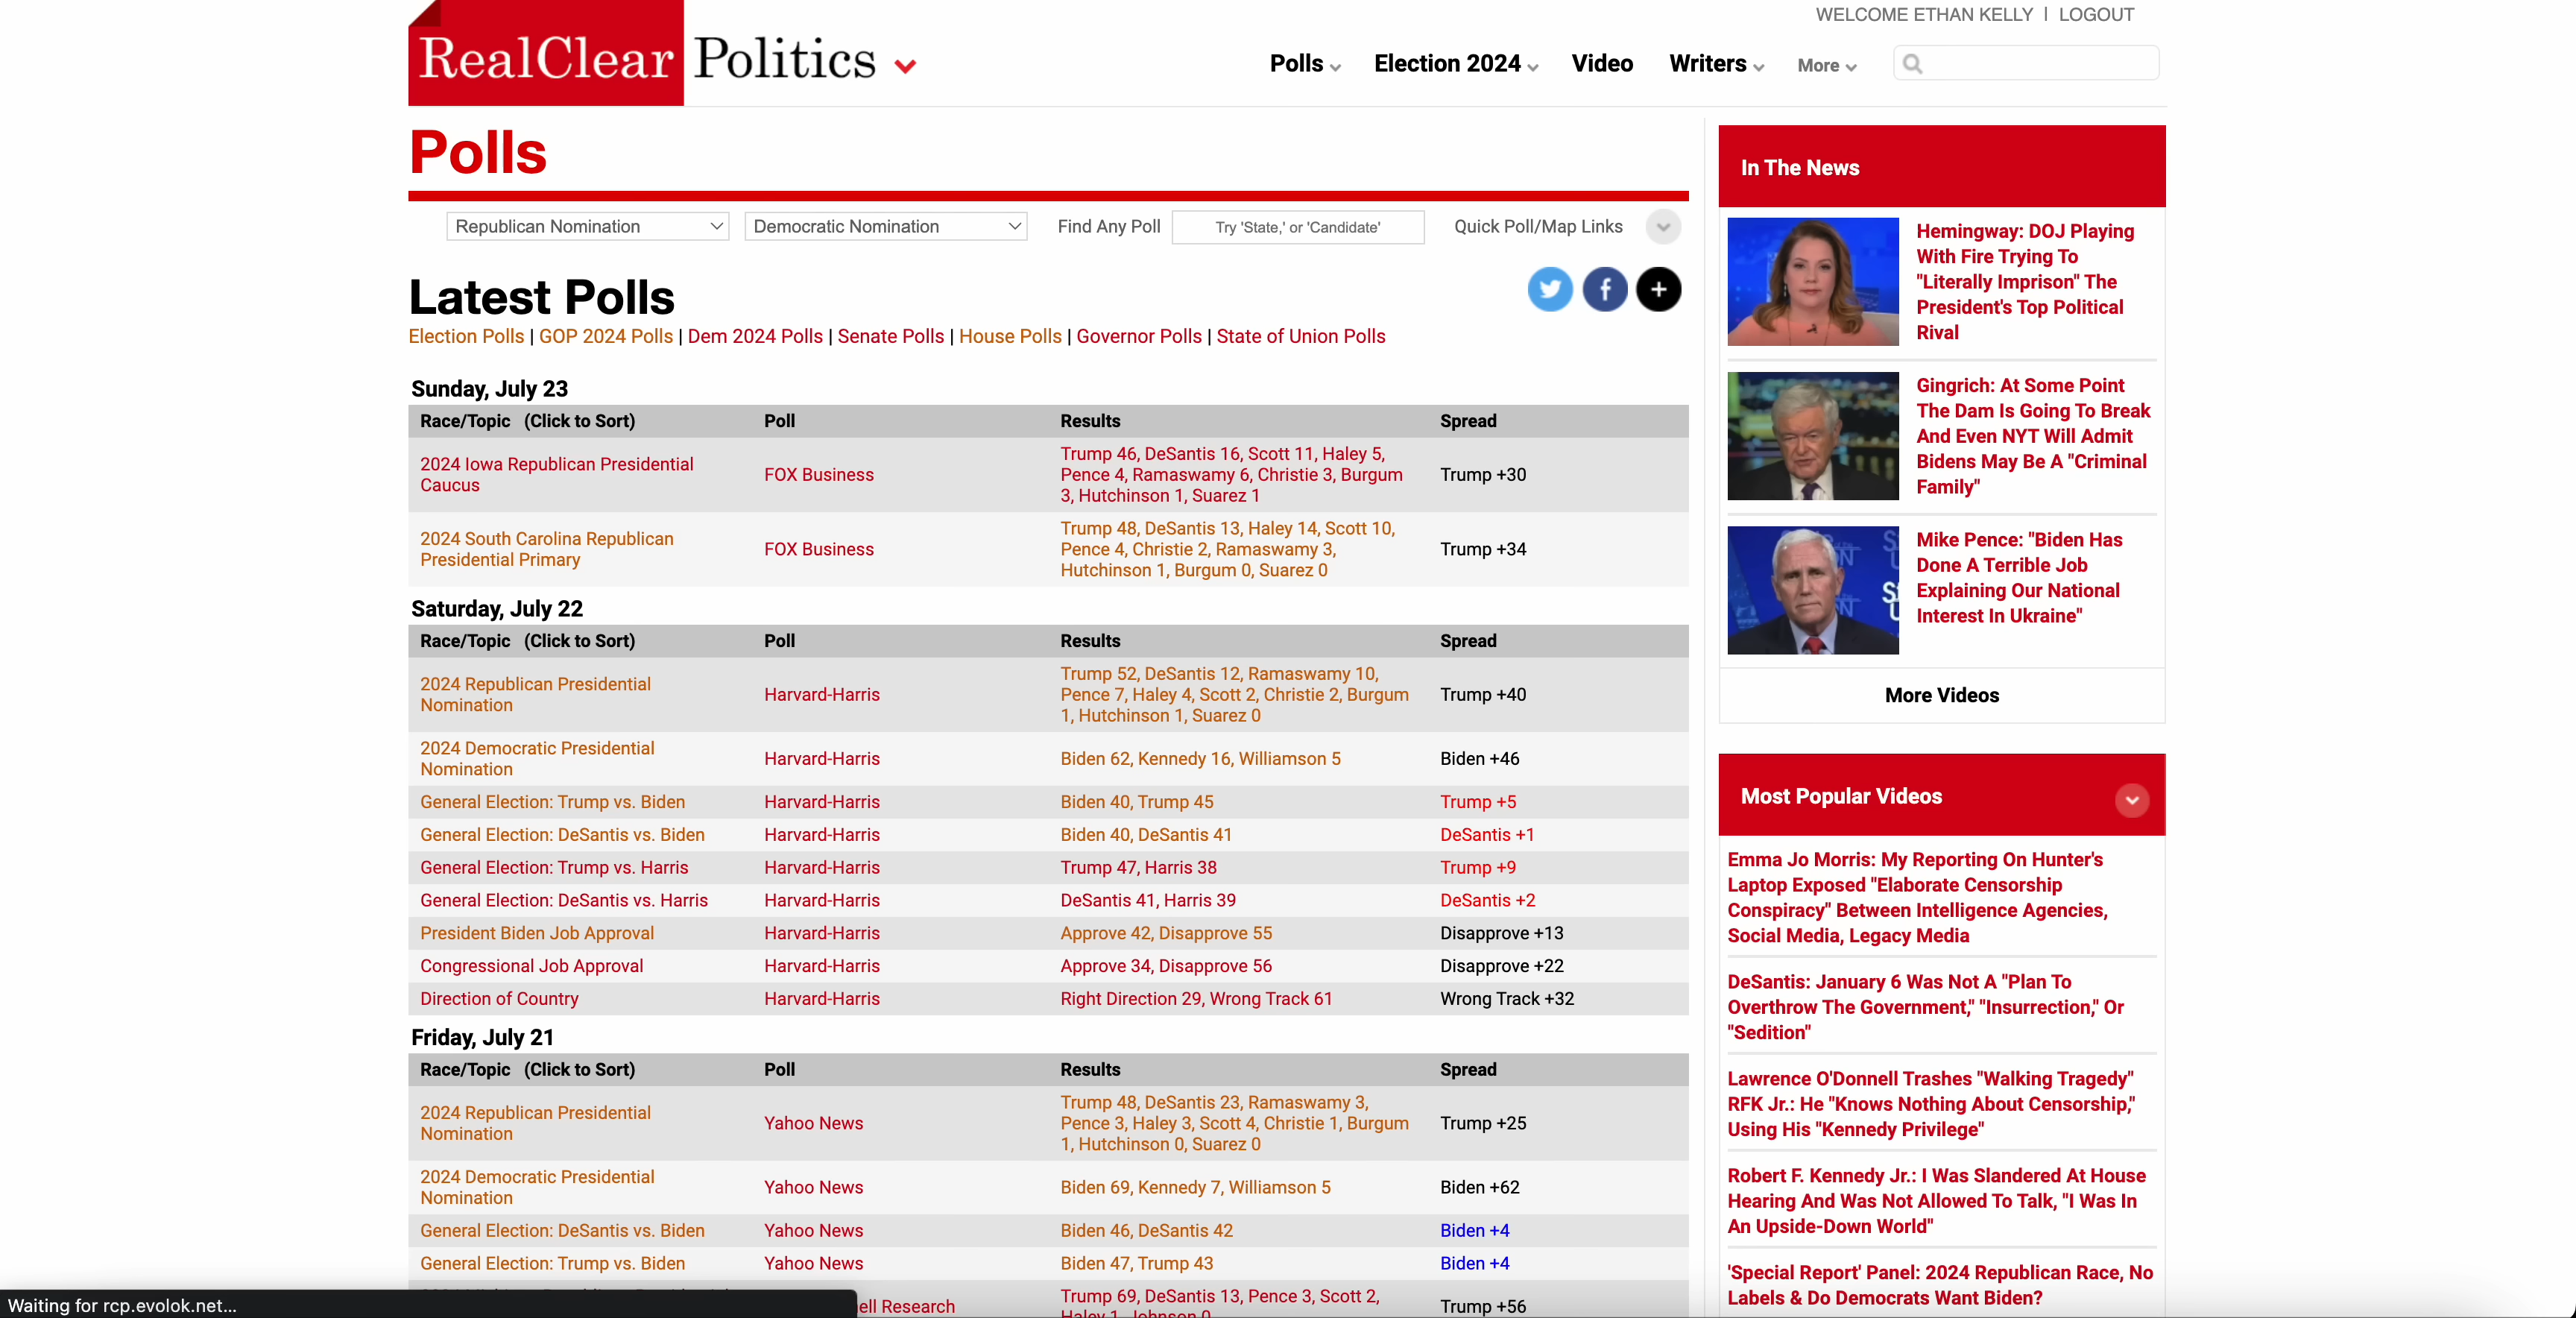 WELCOME ETHAN KELLY | LOGOUT
RealClear Politics
Polls Election 2024 Video Writers More
Polls
Republican Nomination Democratic Nomination Find Any Poll Try 'State,' or 'Candidate' Quick Poll/Map Links
Latest Polls
Election Polls | GOP 2024 Polls | Dem 2024 Polls | Senate Polls | House Polls | Governor Polls | State of Union Polls
Sunday, July 23
Race/Topic (Click to Sort) Poll Results Spread
2024 Iowa Republican Presidential
Caucus
FOX Business
Trump 46, DeSantis 16, Scott 11, Haley 5,
Pence 4, Ramaswamy 6, Christie 3, Burgum
3, Hutchinson 1, Suarez 1
Trump +30
2024 South Carolina Republican
Presidential Primary
FOX Business
Trump 48, DeSantis 13, Haley 14, Scott 10,
Pence 4, Christie 2, Ramaswamy 3,
Hutchinson 1, Burgum 0, Suarez 0
Trump +34
Saturday, July 22
Race/Topic (Click to Sort) Poll Results Spread
2024 Republican Presidential
Nomination
Harvard-Harris
Trump 52, DeSantis 12, Ramaswamy 10,
Pence 7, Haley 4, Scott 2, Christie 2, Burgum
1, Hutchinson 1, Suarez 0
Trump +40
2024 Democratic Presidential
Nomination
Harvard-Harris
Biden 62, Kennedy 16, Williamson 5
Biden +46
General Election: Trump vs. Biden Harvard-Harris Biden 40, Trump 45 Trump +5
General Election: DeSantis vs. Biden Harvard-Harris Biden 40, DeSantis 41 DeSantis +1
General Election: Trump vs. Harris Harvard-Harris Trump 47, Harris 38 Trump +9
General Election: DeSantis vs. Harris Harvard-Harris DeSantis 41, Harris 39 DeSantis +2
President Biden Job Approval Harvard-Harris Approve 42, Disapprove 55 Disapprove +13
Congressional Job Approval Harvard-Harris Approve 34, Disapprove 56 Disapprove +22
Direction of Country Harvard-Harris Right Direction 29, Wrong Track 61 Wrong Track +32
Friday, July 21
Race/Topic (Click to Sort) Poll Results Spread
2024 Republican Presidential
Nomination
Yahoo News
Trump 48, DeSantis 23, Ramaswamy 3,
Pence 3, Haley 3, Scott 4, Christie 1, Burgum
1, Hutchinson 0, Suarez 0
Trump +25
2024 Democratic Presidential
Nomination
Yahoo News
Biden 69, Kennedy 7, Williamson 5
Biden +62
General Election: DeSantis vs. Biden Yahoo News Biden 46, DeSantis 42 Biden +4
General Election: Trump vs. Biden Yahoo News Biden 47, Trump 43 Biden +4
ell Research
Trump 69, DeSantis 13, Pence 3, Scott 2,
Haley 1, Johnson 0
Trump +56
Waiting for rcp.evolok.net...
In The News
Hemingway: DOJ Playing
With Fire Trying To
"Literally Imprison" The
President's Top Political
Rival
Gingrich: At Some Point
The Dam Is Going To Break
And Even NYT Will Admit
Bidens May Be A "Criminal
Family"
Mike Pence: "Biden Has
Done A Terrible Job
Explaining Our National
Interest In Ukraine"
More Videos
Most Popular Videos
Emma Jo Morris: My Reporting On Hunter's
Laptop Exposed "Elaborate Censorship
Conspiracy" Between Intelligence Agencies,
Social Media, Legacy Media
DeSantis: January 6 Was Not A "Plan To
Overthrow The Government," "Insurrection," Or
"Sedition"
Lawrence O'Donnell Trashes "Walking Tragedy"
RFK Jr.: He "Knows Nothing About Censorship,"
Using His "Kennedy Privilege"
Robert F. Kennedy Jr.: I Was Slandered At House
Hearing And Was Not Allowed To Talk, "I Was In
An Upside-Down World"
'Special Report' Panel: 2024 Republican Race, No
Labels & Do Democrats Want Biden?